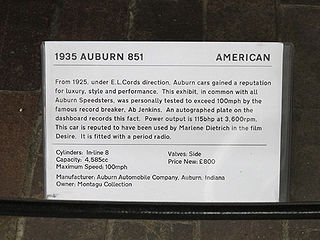 1935 AUBURN 851 AMERICAN
From 1925, under E.L.Cords direction, Auburn cars gained a reputation
for luxury, style and performance. This exhibit, in common with all
Auburn Speedsters, was personally tested to exceed 100mph by the
famous record breaker, Ab Jenkins. An autographed plate on the
dashboard records this fact. Power output is 115bhp at 3,600rpm.
This car is reputed to have been used by Marlene Dietrich in the film
Desire. It is fitted with a period radio.
Cylinders: In-line 8 Valves: Side
Capacity: 4,585cc Price New: £800
Maximum Speed: 100mph
Manufacturer: Auburn Automobile Company, Auburn, Indiana
Owner: Montagu Collection